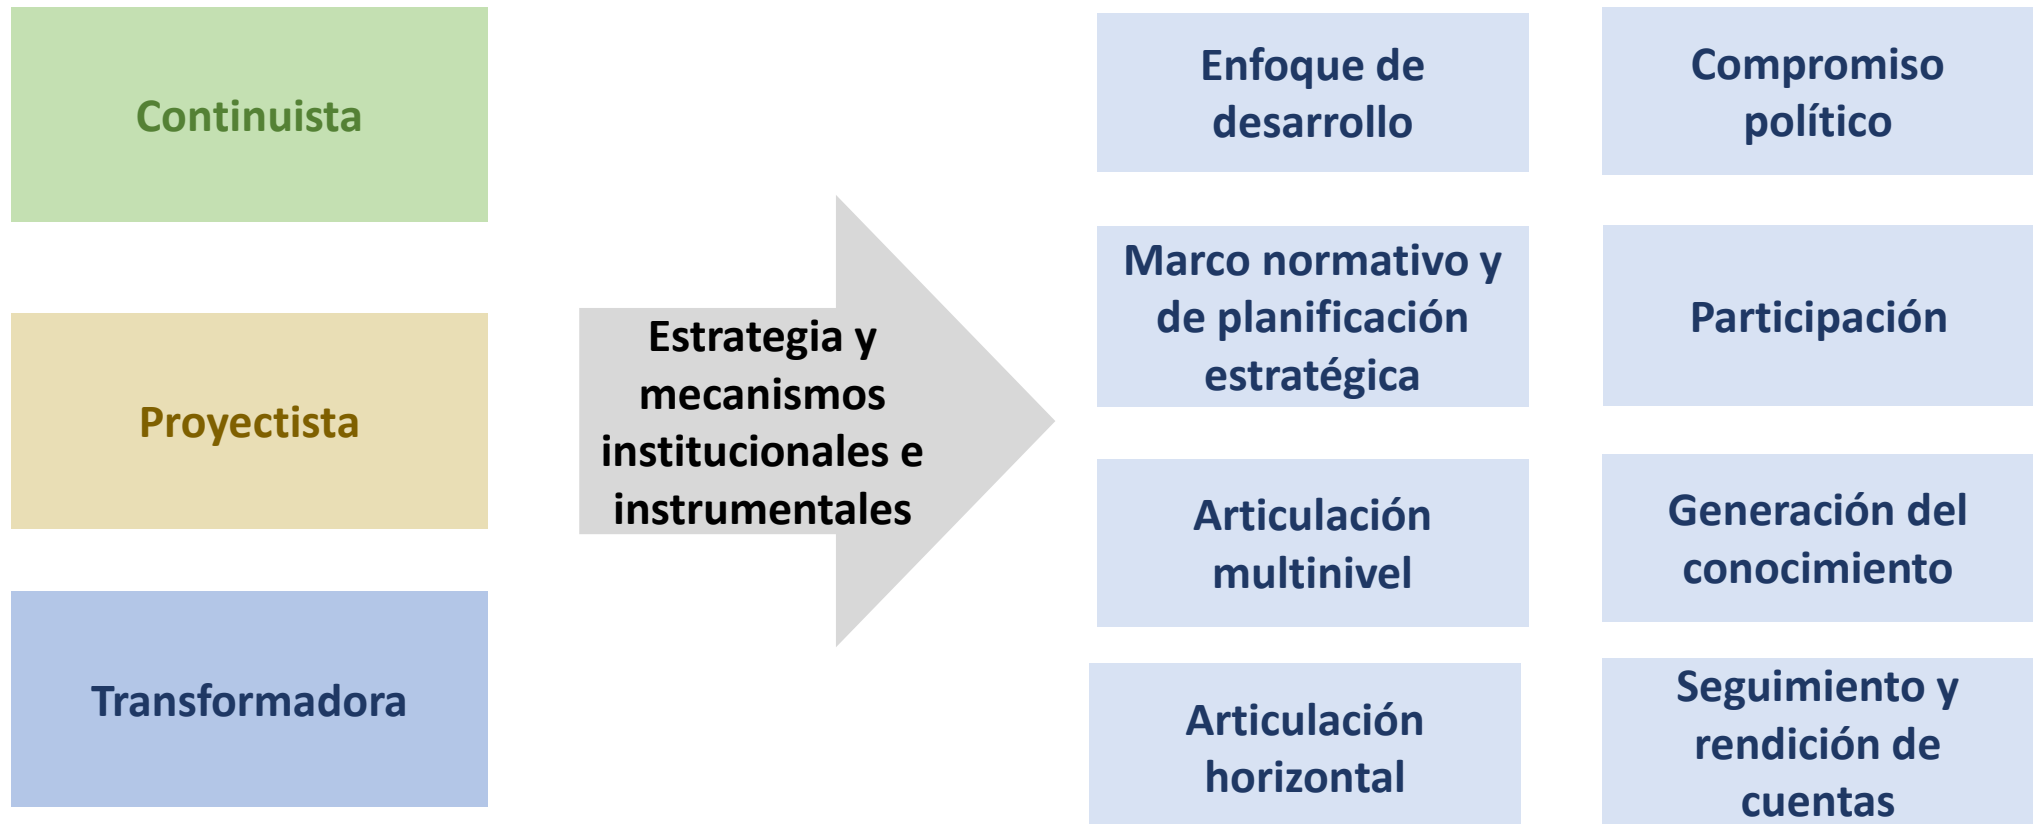 Continuista
Proyectista
Transformadora
Estrategia y
mecanismos
institucionales e
instrumentales
Enfoque de
desarrollo
Compromiso
político
Marco normativo y
de planificación
estratégica
Participación
Articulación
multinivel
Generación del
conocimiento
Articulación
horizontal
Seguimiento y
rendición de
cuentas